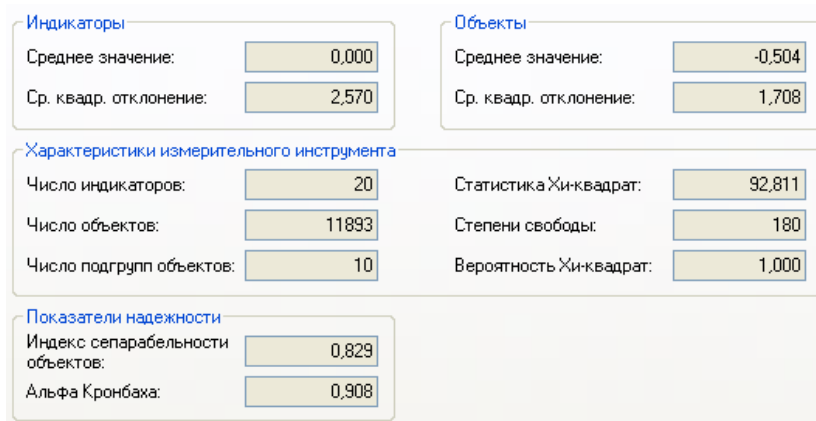 Индикаторы
Среднее значение: 0,000
Ср. квадр. отклонение: 2,570
Объекты
Среднее значение: -0,504
Ср. квадр. отклонение: 1,708
Характеристики измерительного инструмента
Число индикаторов: 20
Число объектов: 11893
Число подгрупп объектов: 10
Статистика Хи-квадрат: 92,811
Степени свободы: 180
Вероятность Хи-квадрат: 1,000
Показатели надежности
Индекс сепарабельности
объектов: 0,829
Альфа Кронбаха: 0,908